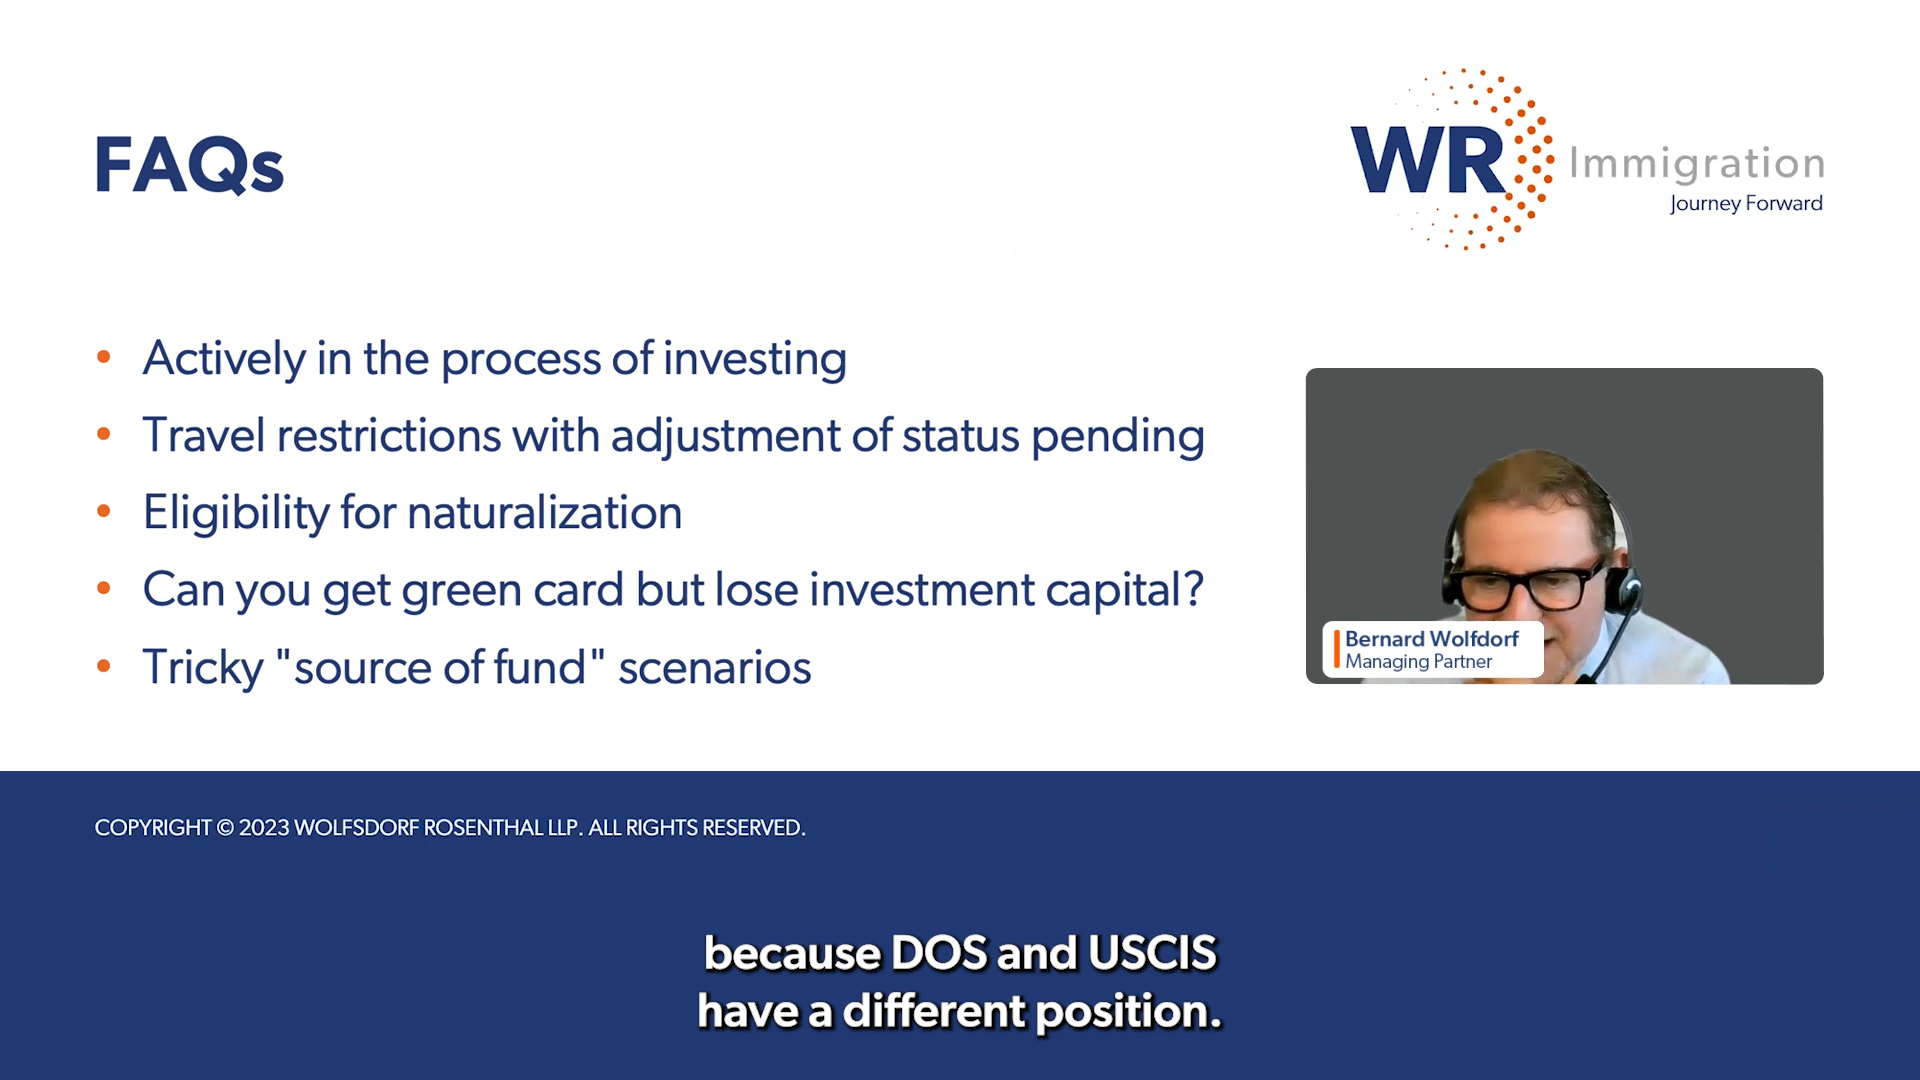 FAQs
WR Immigration
Journey Forward
• Actively in the process of investing
• Travel restrictions with adjustment of status pending
• Eligibility for naturalization
• Can you get green card but lose investment capital?
• Tricky "source of fund" scenarios
Bernard Wolfdorf
Managing Partner
COPYRIGHT © 2023 WOLFSDORF ROSENTHAL LLP. ALL RIGHTS RESERVED.
because DOS and USCIS
have a different position.